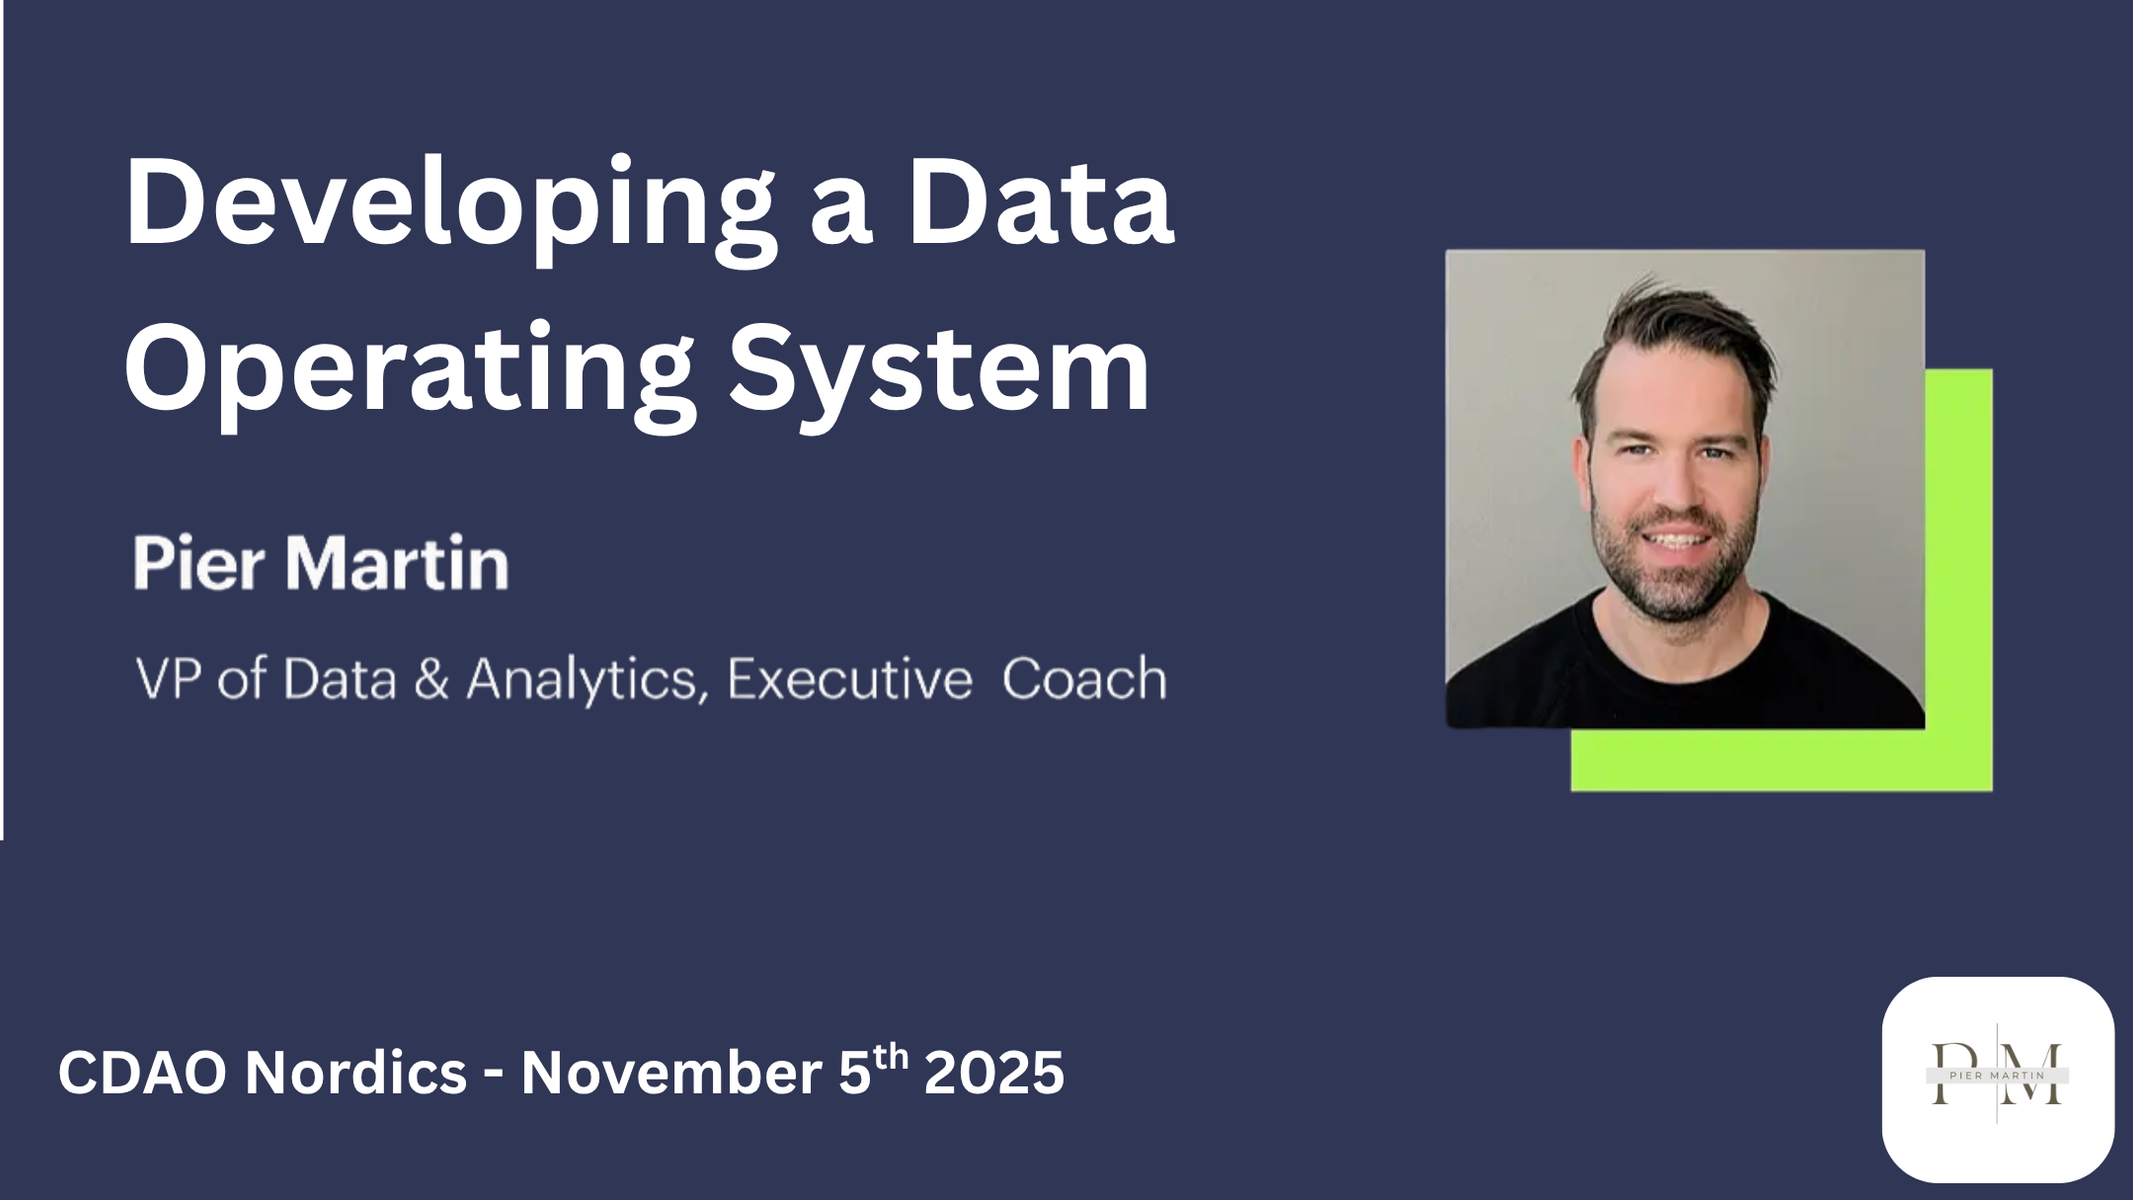 Developing a Data
Operating System
Pier Martin
VP of Data & Analytics, Executive  Coach
CDAO Nordics - November 5th 2025
P M
PIER MARTIN